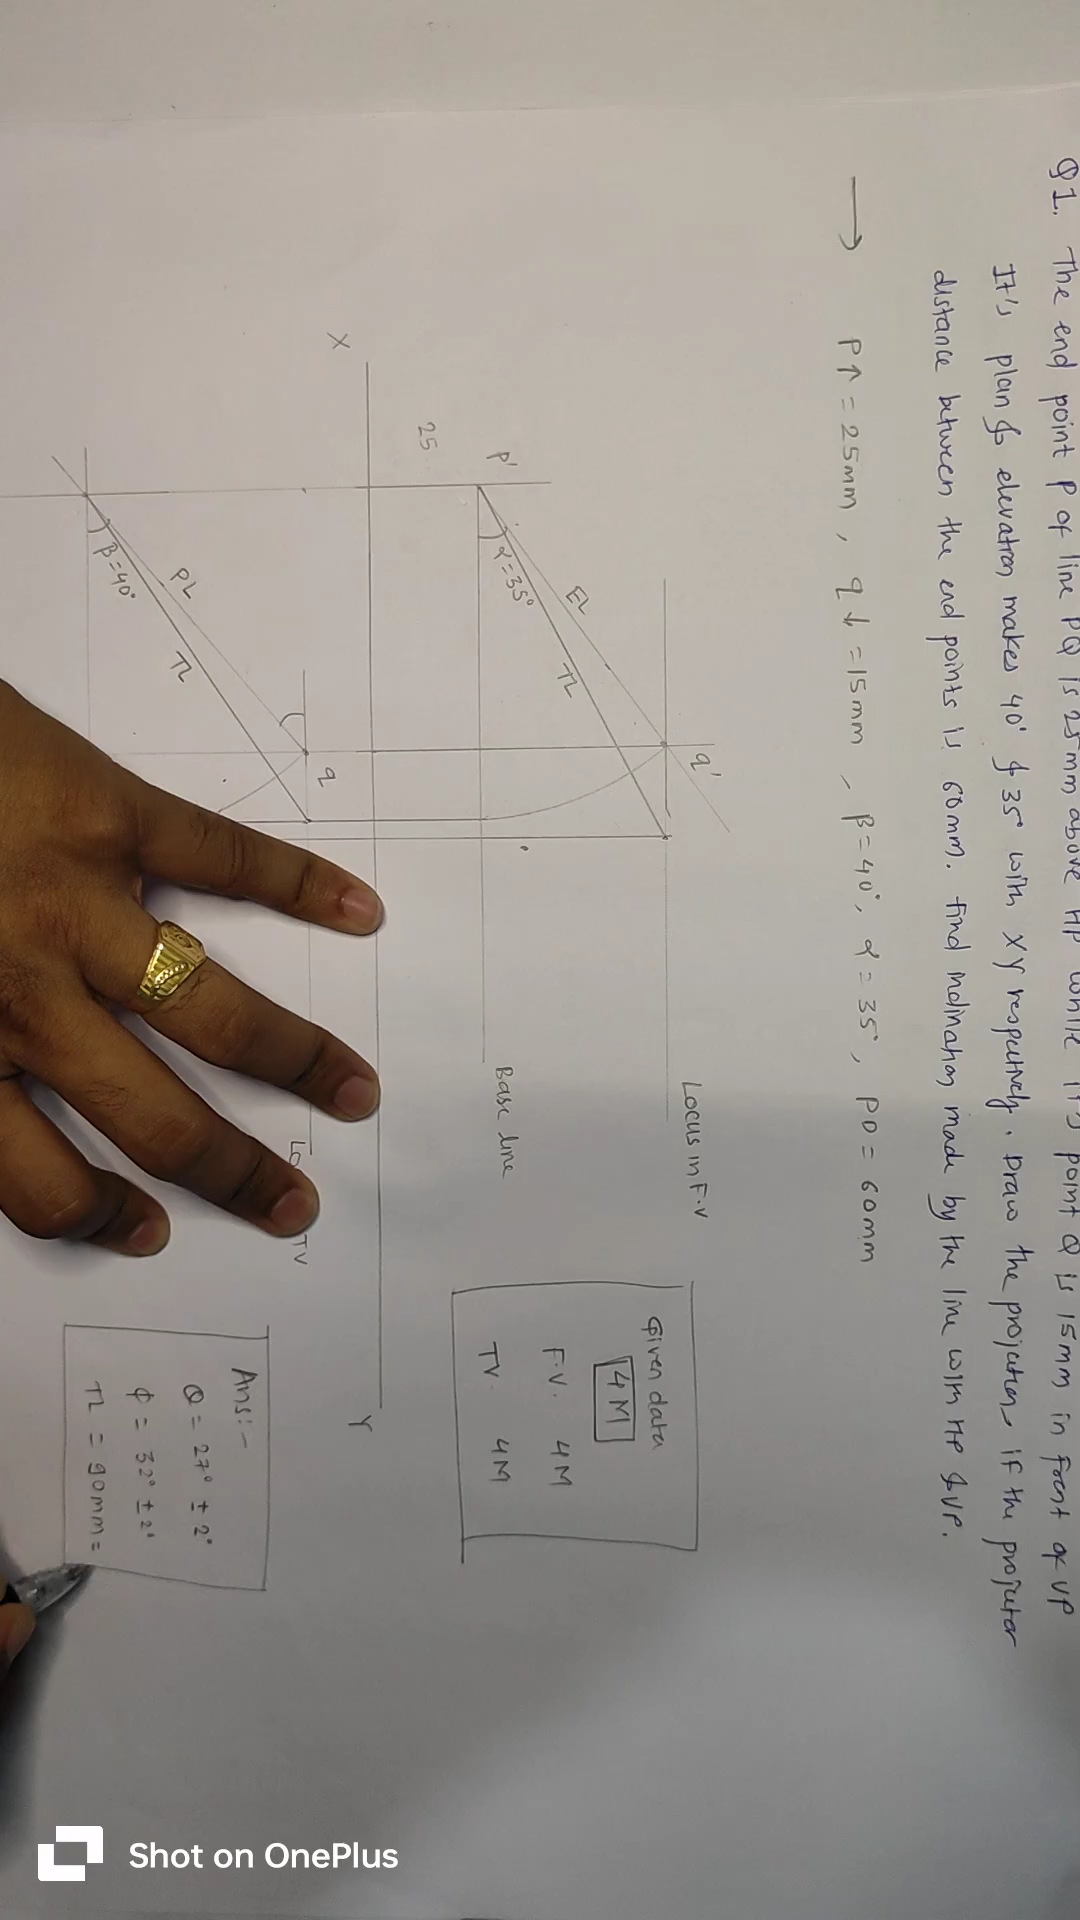 Q1. The end point P of line PQ is 25mm above HP while it's point Q is 15mm in front of VP
It's plan & elevation makes 40° & 35° with XY respectively. Draw the projections if the projector
distance between the end points is 60mm. find inclination made by the line with HP & VP.
→ P↑ = 25mm, q↓ = 15mm, β = 40°, α = 35°, PD = 60mm
Locus in F.V
q'
EL
TL
P'
α = 35°
Base line
25
X
Y
q
TV
PL
TL
β = 40°
Given data
4M
F.V. 4M
TV. 4M
Ans:-
θ = 27° ± 2°
φ = 32° ± 2°
TL = 90mm =
Shot on OnePlus